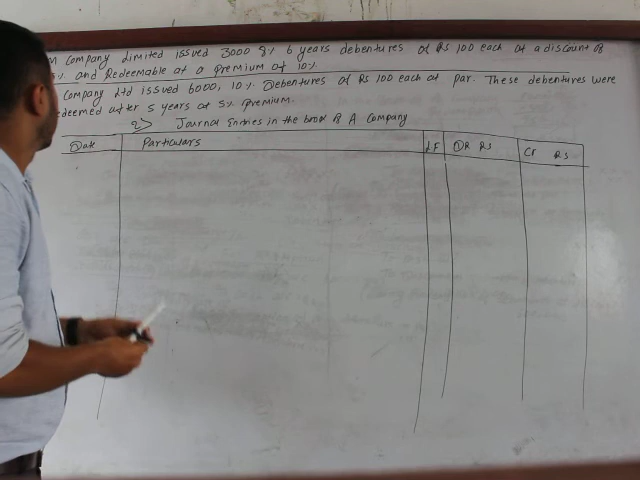 Company Limited issued 3000 8% 6 years debentures of Rs 100 each at a discount of
5% and Redeemable at a premium of 10%
Company Ltd issued 6000, 10% Debentures of Rs 100 each at par. These debentures were
redeemed after 5 years at 5% premium.
2> Journal Entries in the book of A Company
Date Particulars LF DR RS Cr RS